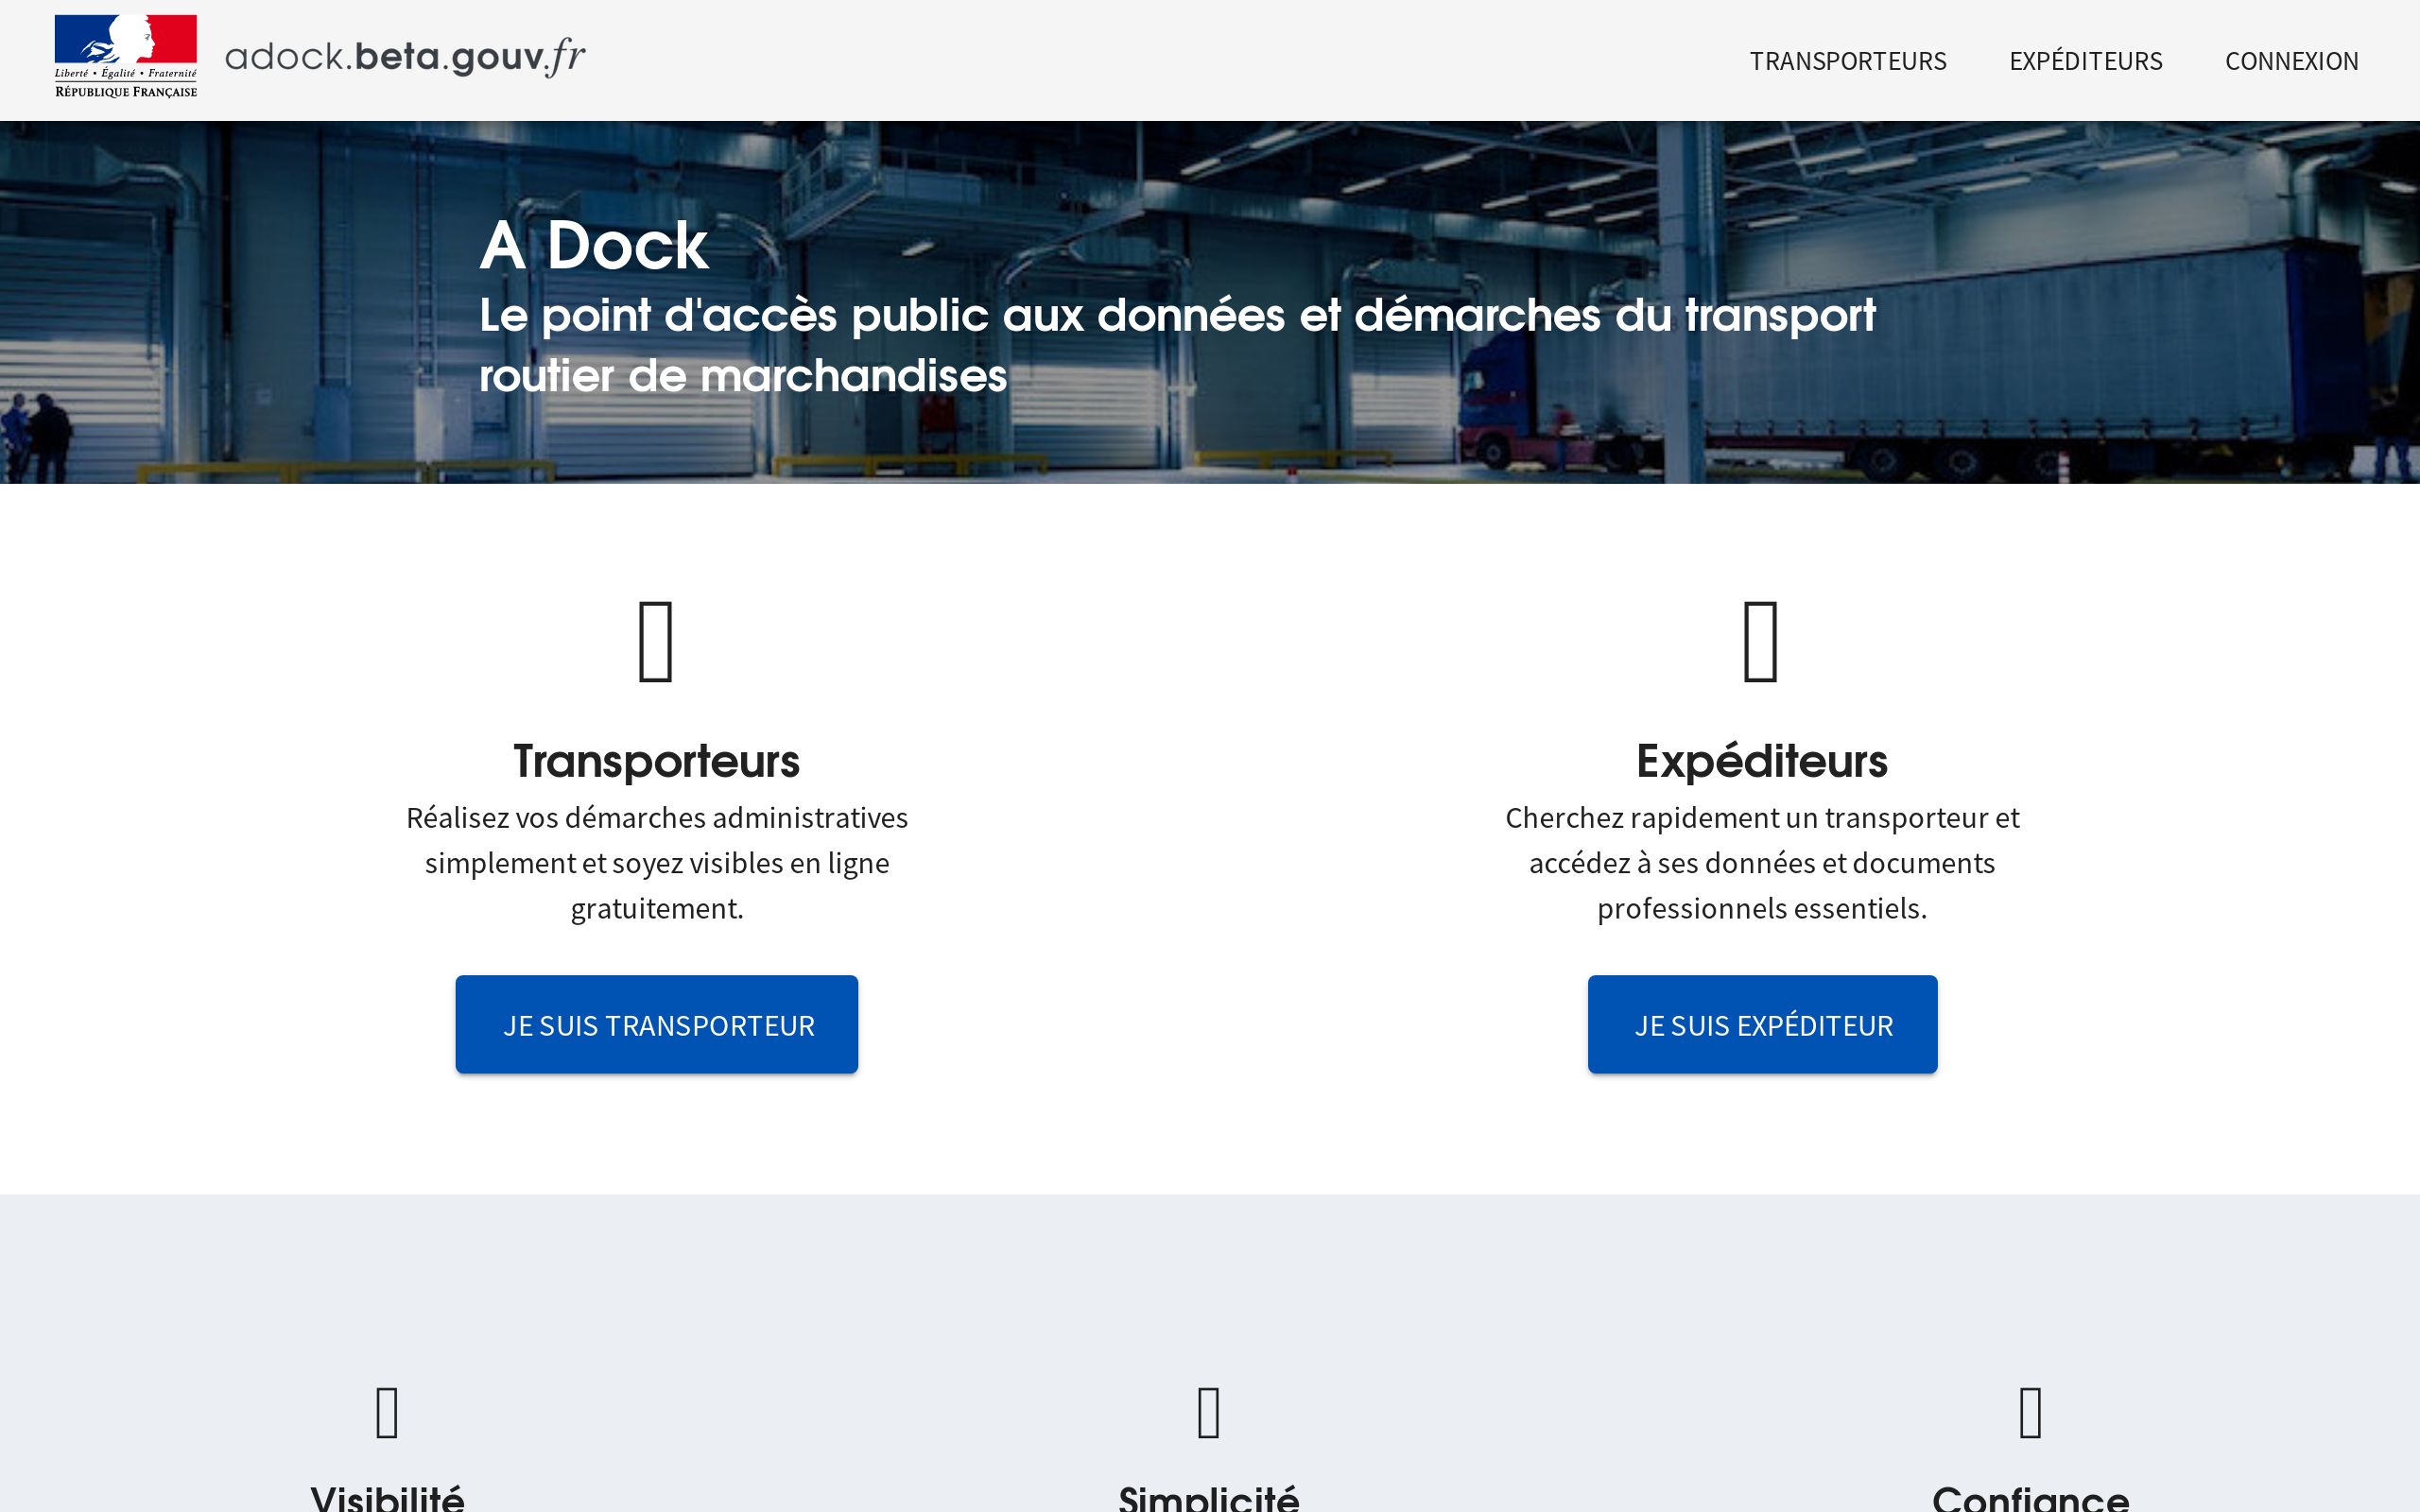 Liberté • Égalité • Fraternité
RÉPUBLIQUE FRANÇAISE
adock.beta.gouv.fr
TRANSPORTEURS
EXPÉDITEURS
CONNEXION
A Dock
Le point d'accès public aux données et démarches du transport
routier de marchandises
Transporteurs
Réalisez vos démarches administratives
simplement et soyez visibles en ligne
gratuitement.
JE SUIS TRANSPORTEUR
Expéditeurs
Cherchez rapidement un transporteur et
accédez à ses données et documents
professionnels essentiels.
JE SUIS EXPÉDITEUR
Visibilité
Simplicité
Confiance